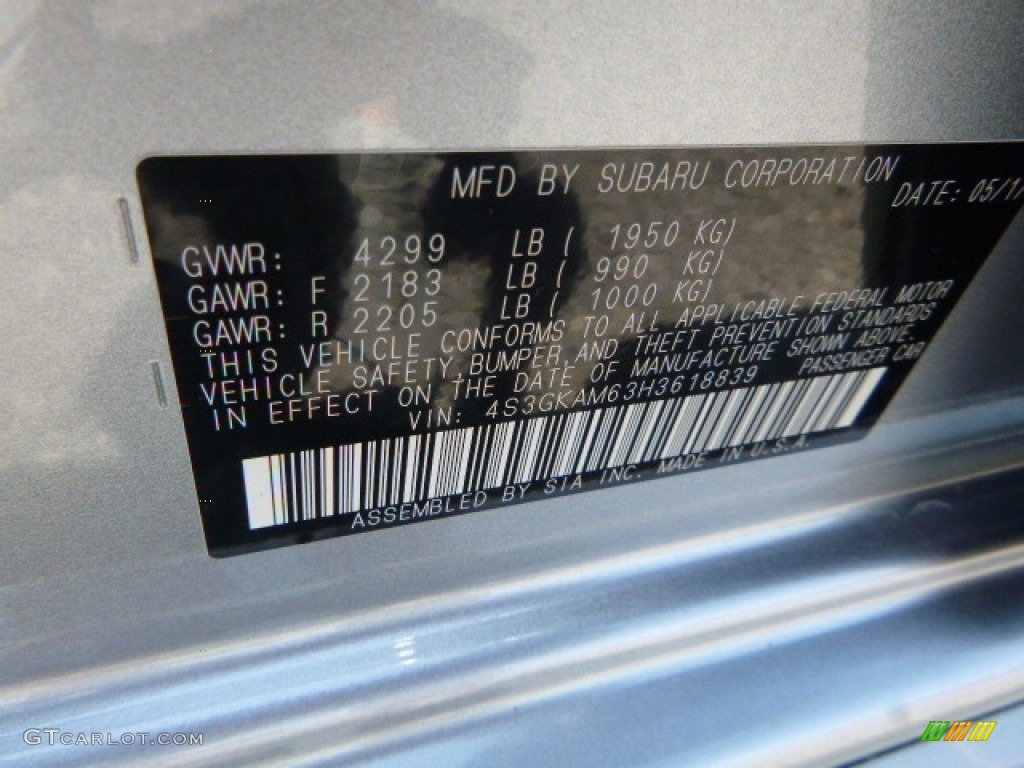 MFD BY SUBARU CORPORATION
DATE: 05/1
GVWR: 4299 LB ( 1950 KG)
GAWR: F 2183 LB ( 990 KG)
GAWR: R 2205 LB ( 1000 KG)
THIS VEHICLE CONFORMS TO ALL APPLICABLE FEDERAL MOTOR
VEHICLE SAFETY,BUMPER,AND THEFT PREVENTION STANDARDS
IN EFFECT ON THE DATE OF MANUFACTURE SHOWN ABOVE.
VIN: 4S3GKAM63H3618839 PASSENGER CAR
ASSEMBLED BY SIA INC. MADE IN U.S.A.
GTCARLOT.COM